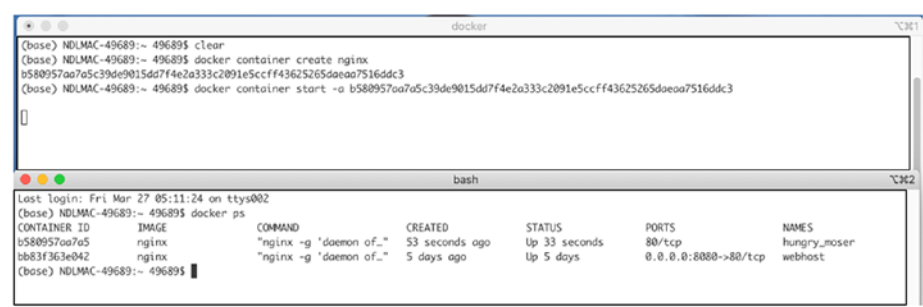 docker
⌥⌘1
(base) NDLMAC-49689:~ 49689$ clear
(base) NDLMAC-49689:~ 49689$ docker container create nginx
b580957aa7a5c39de9015dd7f4e2a333c2091e5ccff43625265daeaa7516ddc3
(base) NDLMAC-49689:~ 49689$ docker container start -a b580957aa7a5c39de9015dd7f4e2a333c2091e5ccff43625265daeaa7516ddc3
bash
⌥⌘2
Last login: Fri Mar 27 05:11:24 on ttys002
(base) NDLMAC-49689:~ 49689$ docker ps
CONTAINER ID IMAGE COMMAND CREATED STATUS PORTS NAMES
b580957aa7a5 nginx "nginx -g 'daemon of…" 53 seconds ago Up 33 seconds 80/tcp hungry_moser
bb83f363e042 nginx "nginx -g 'daemon of…" 5 days ago Up 5 days 0.0.0.0:8080->80/tcp webhost
(base) NDLMAC-49689:~ 49689$